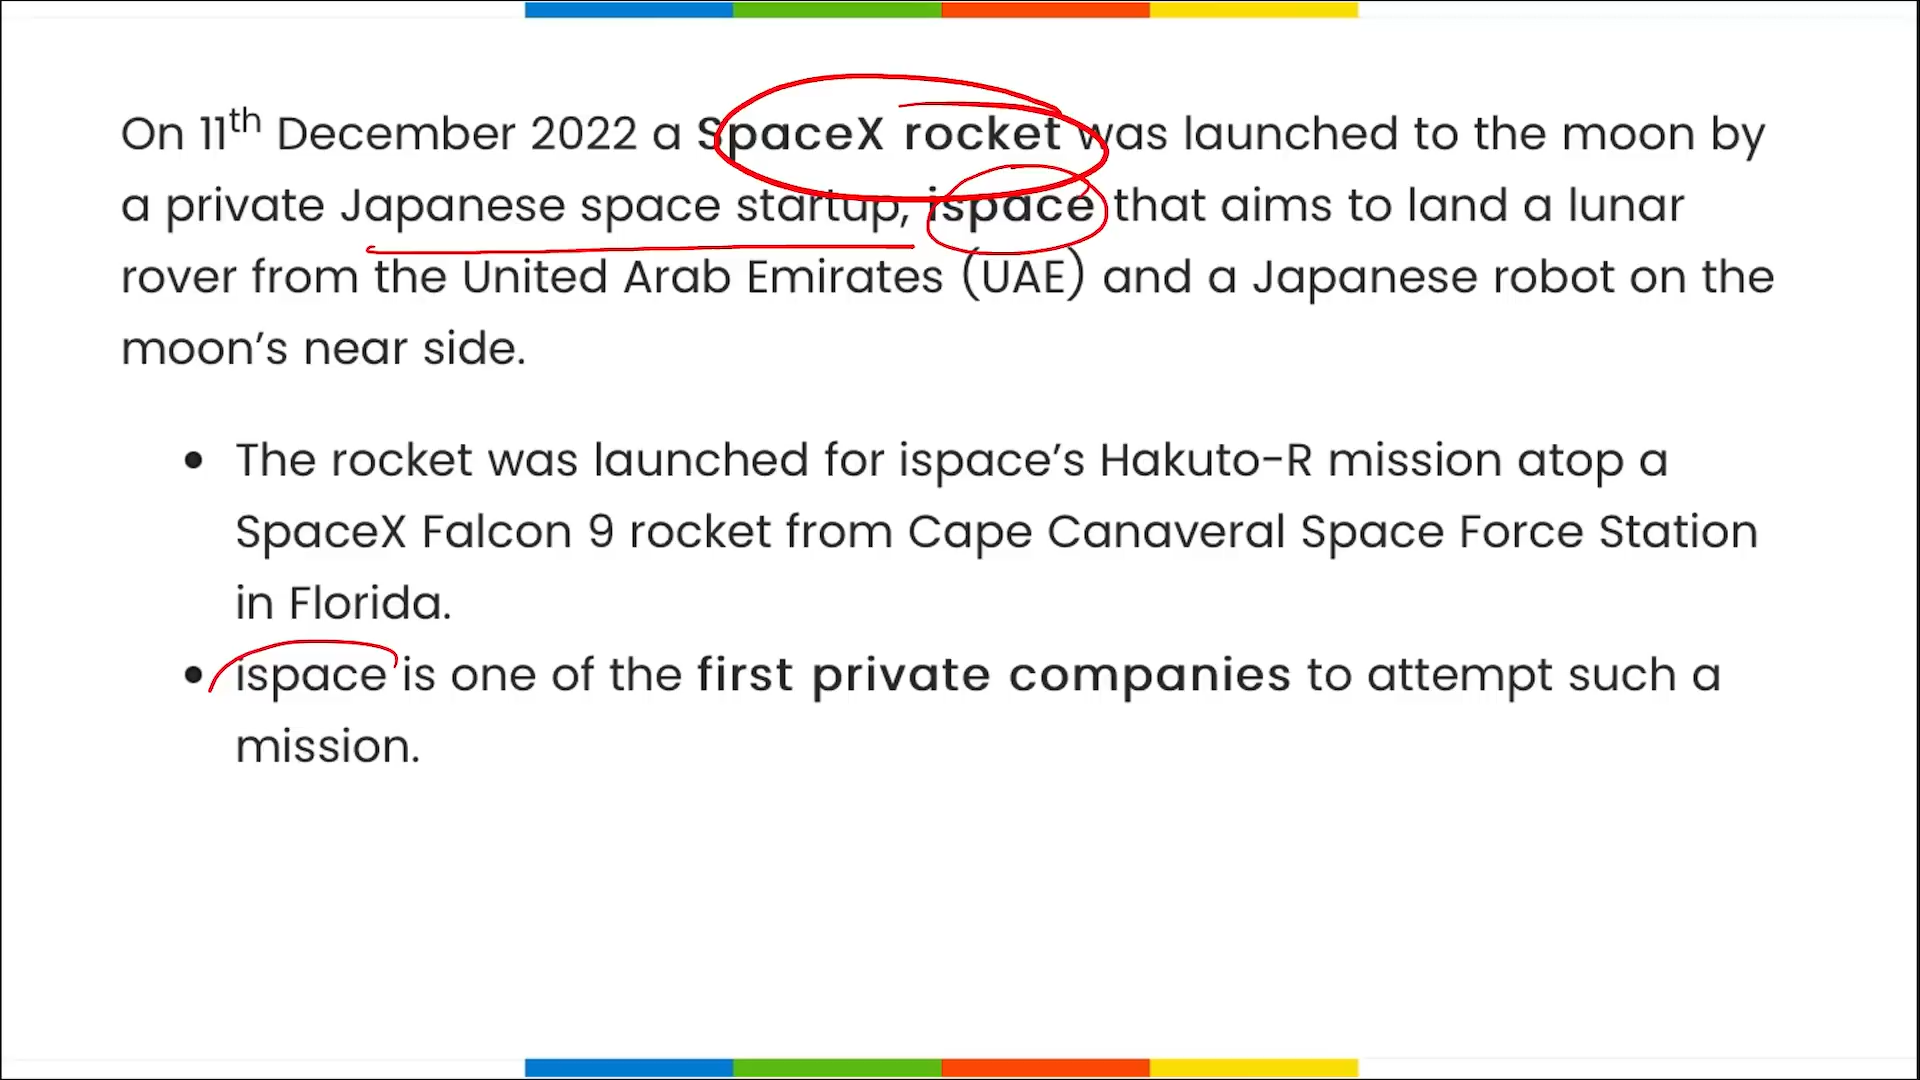 On 11th December 2022 a SpaceX rocket was launched to the moon by
a private Japanese space startup, ispace that aims to land a lunar
rover from the United Arab Emirates (UAE) and a Japanese robot on the
moon’s near side.
• The rocket was launched for ispace’s Hakuto-R mission atop a
SpaceX Falcon 9 rocket from Cape Canaveral Space Force Station
in Florida.
• ispace is one of the first private companies to attempt such a
mission.